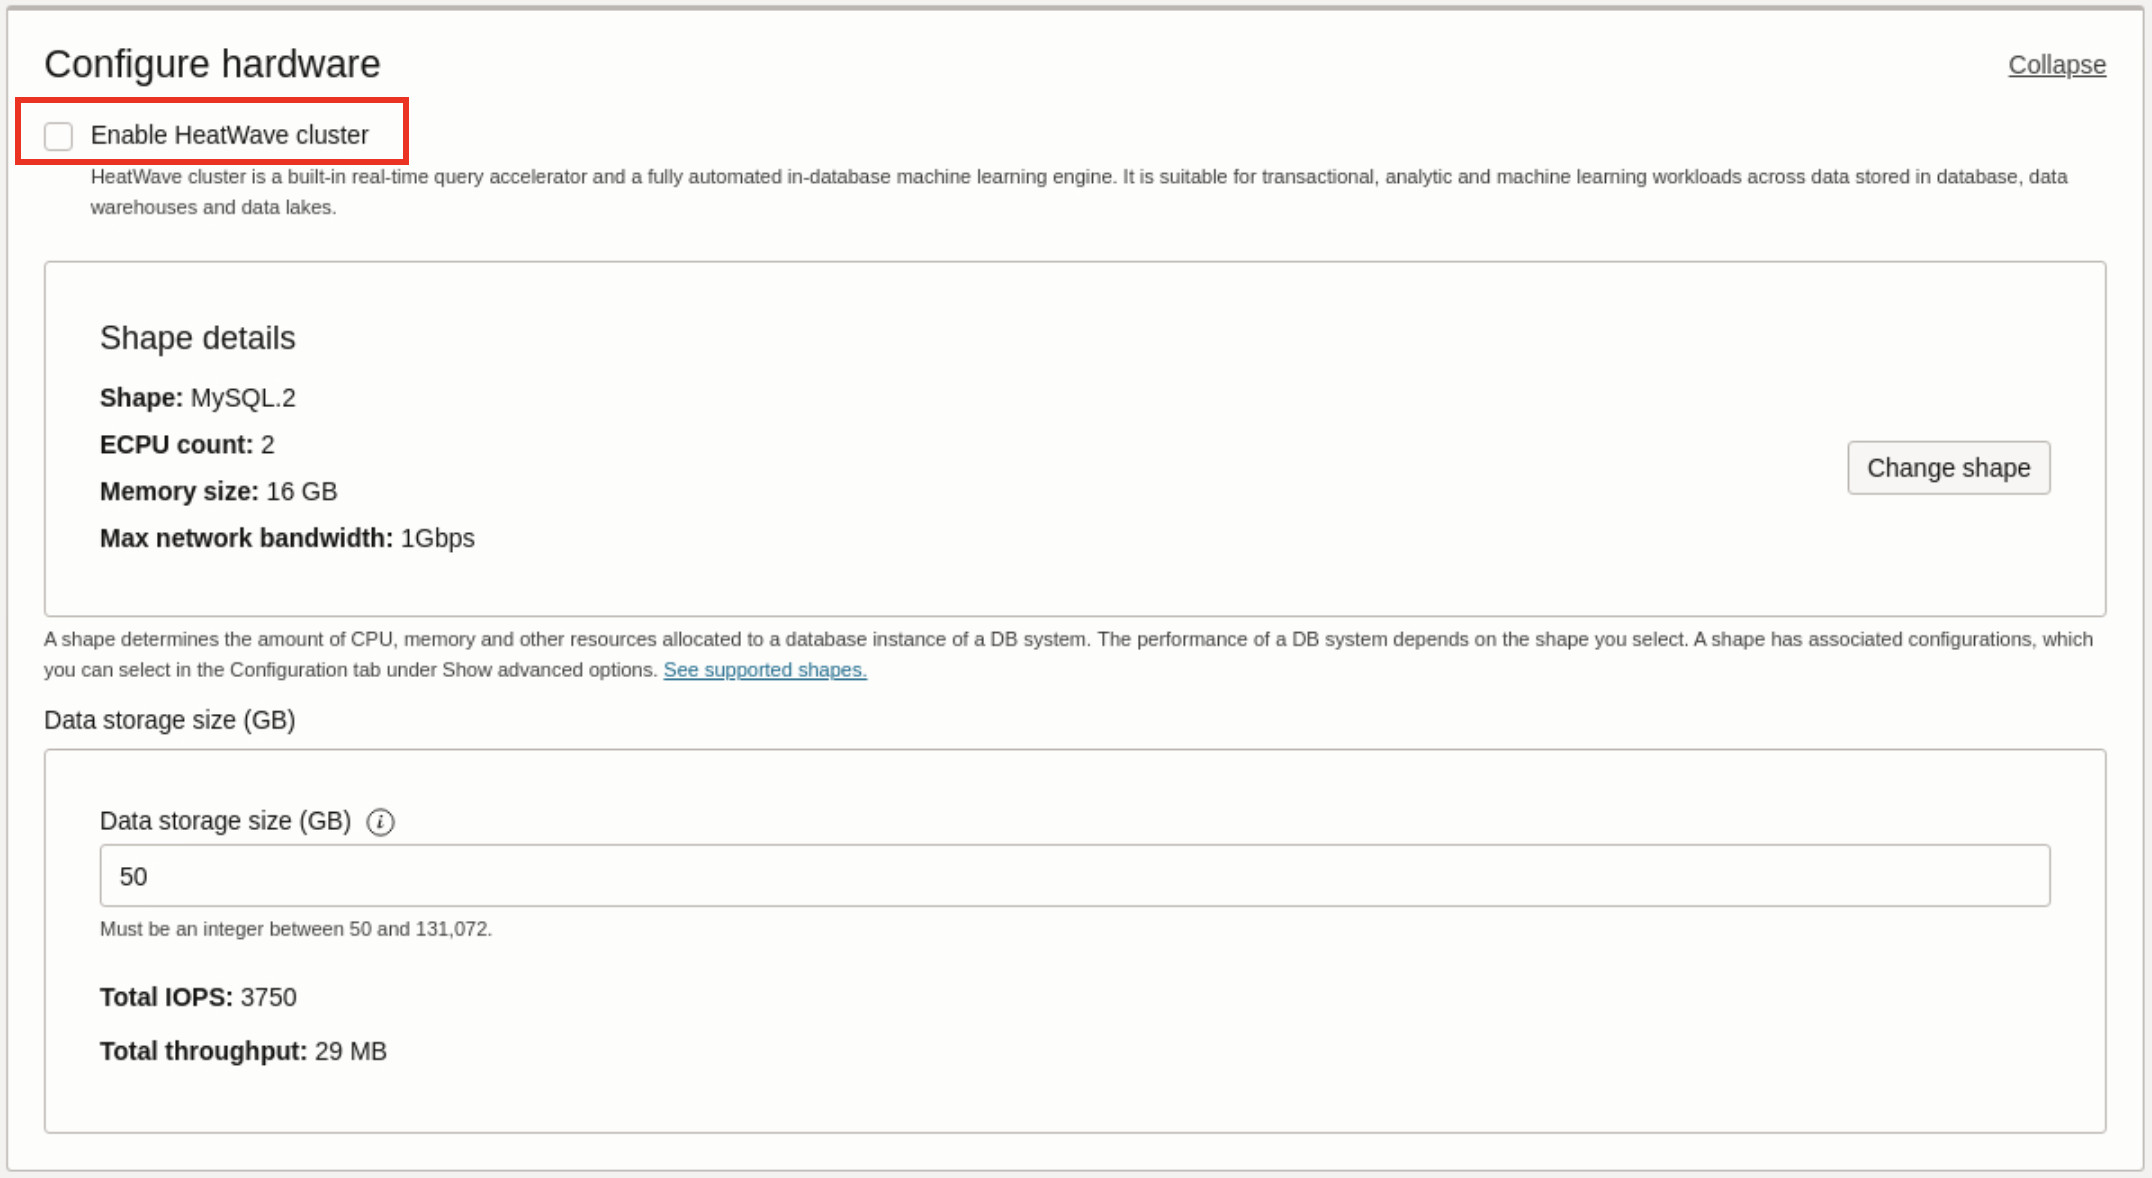 Configure hardware
Collapse
Enable HeatWave cluster
HeatWave cluster is a built-in real-time query accelerator and a fully automated in-database machine learning engine. It is suitable for transactional, analytic and machine learning workloads across data stored in database, data
warehouses and data lakes.
Shape details
Shape: MySQL.2
ECPU count: 2
Memory size: 16 GB
Max network bandwidth: 1Gbps
Change shape
A shape determines the amount of CPU, memory and other resources allocated to a database instance of a DB system. The performance of a DB system depends on the shape you select. A shape has associated configurations, which
you can select in the Configuration tab under Show advanced options. See supported shapes.
Data storage size (GB)
Data storage size (GB) i
50
Must be an integer between 50 and 131,072.
Total IOPS: 3750
Total throughput: 29 MB